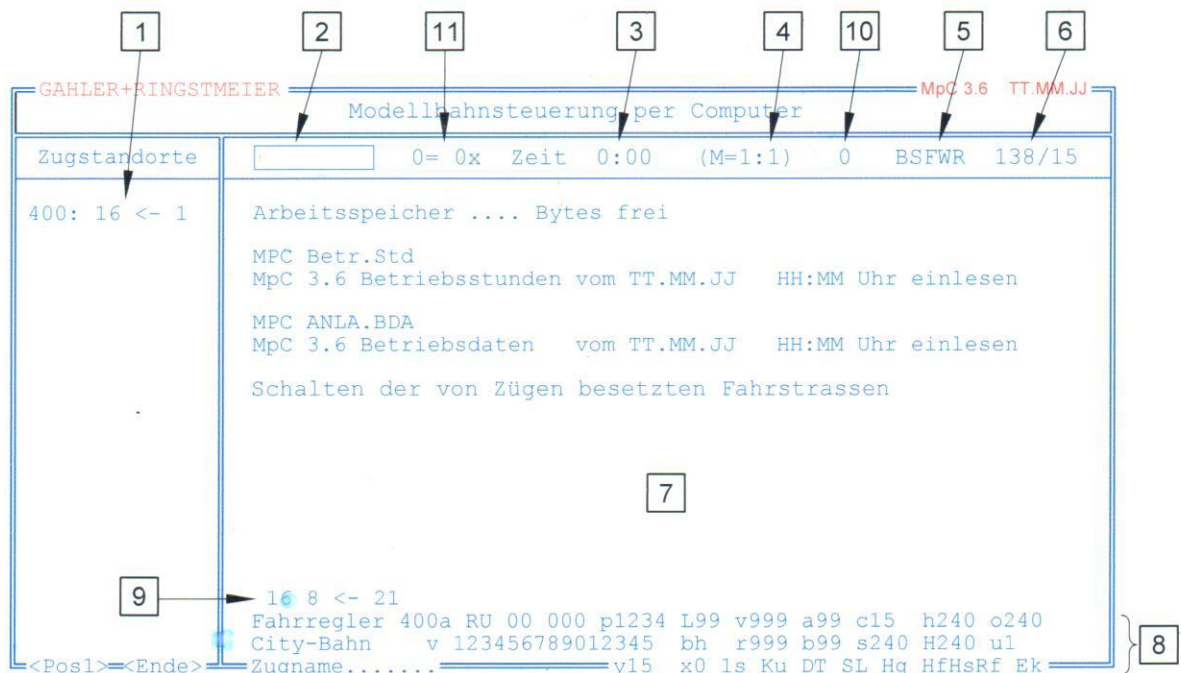 1 2 11 3 4 10 5 6
GAHLER+RINGSTMEIER MpC 3.6 TT.MM.JJ
Modellbahnsteuerung per Computer
Zugstandorte 0= 0x Zeit 0:00 (M=1:1) 0 BSFWR 138/15
400: 16 <- 1 Arbeitsspeicher .... Bytes frei
MPC Betr.Std
MpC 3.6 Betriebsstunden vom TT.MM.JJ HH:MM Uhr einlesen
MPC ANLA.BDA
MpC 3.6 Betriebsdaten vom TT.MM.JJ HH:MM Uhr einlesen
Schalten der von Zügen besetzten Fahrstrassen
7
9 16 8 <- 21
Fahrregler 400a RU 00 000 p1234 L99 v999 a99 c15 h240 o240
City-Bahn v 123456789012345 bh r999 b99 s240 H240 u1
8
<Pos1> <Ende> Zugname....... v15 x0 ls Ku DT SL Hg HfHsRf Ek